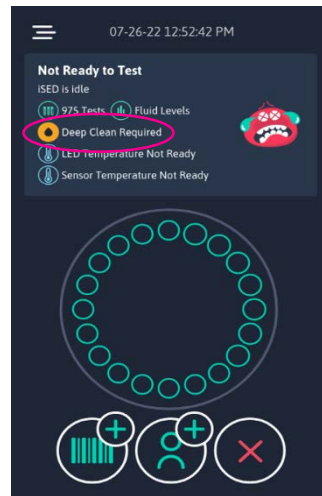 07-26-22 12:52:42 PM
Not Ready to Test
iSED is idle
975 Tests Fluid Levels
Deep Clean Required
LED Temperature Not Ready
Sensor Temperature Not Ready